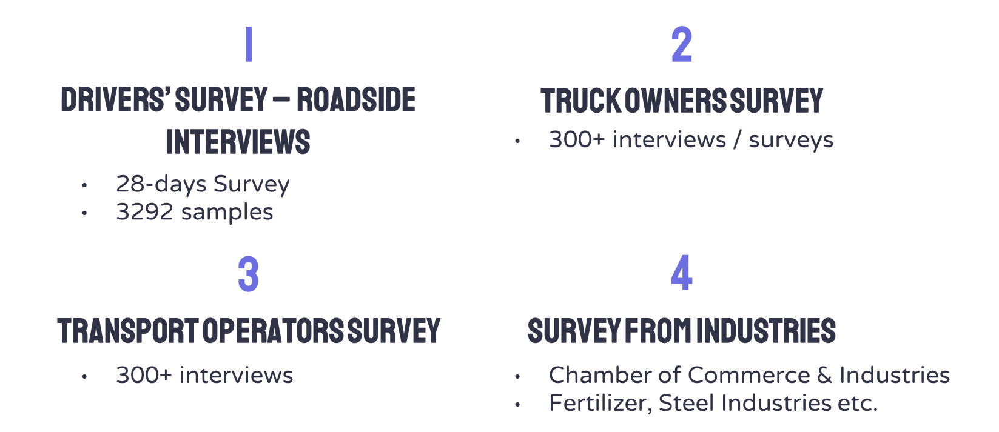 1
DRIVERS’ SURVEY – ROADSIDE
INTERVIEWS
• 28-days Survey
• 3292 samples
2
TRUCK OWNERS SURVEY
• 300+ interviews / surveys
3
TRANSPORT OPERATORS SURVEY
• 300+ interviews
4
SURVEY FROM INDUSTRIES
• Chamber of Commerce & Industries
• Fertilizer, Steel Industries etc.